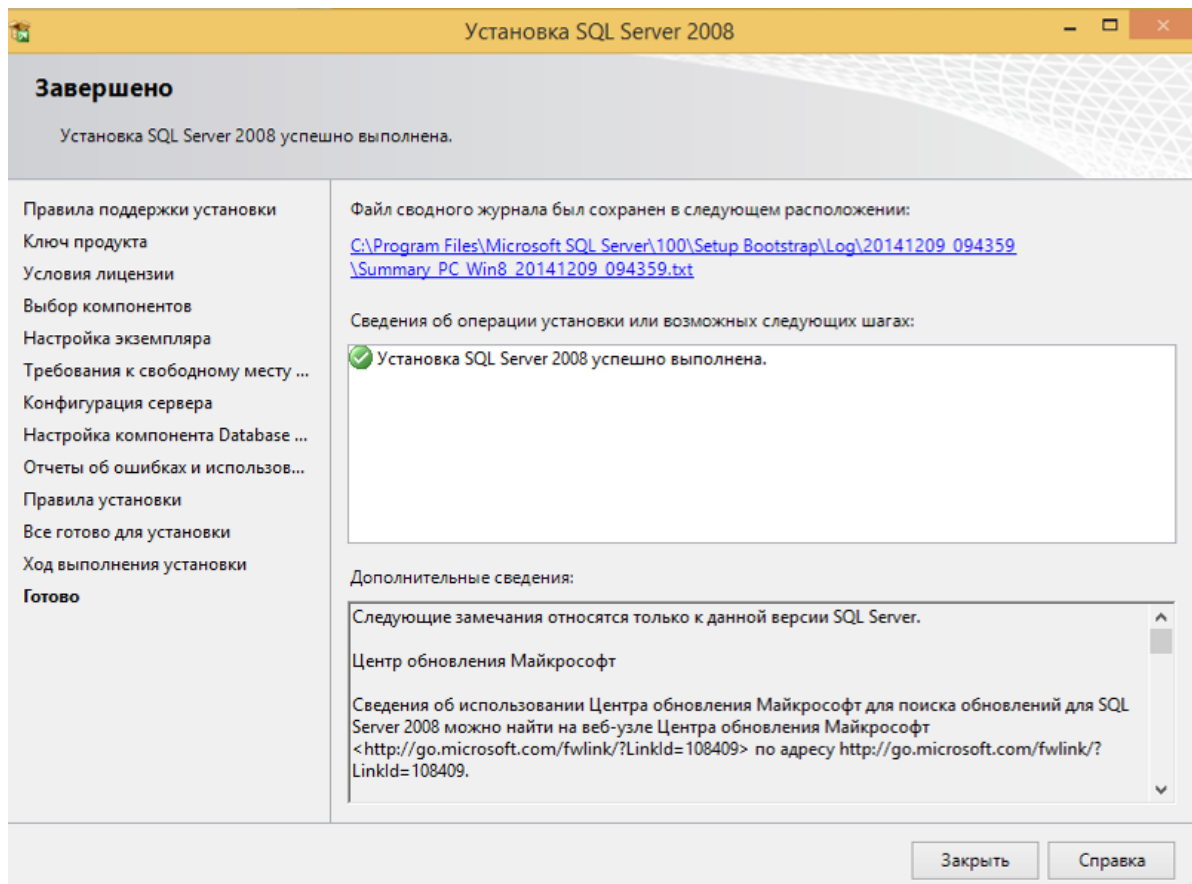 Установка SQL Server 2008
Завершено
Установка SQL Server 2008 успешно выполнена.
Правила поддержки установки
Ключ продукта
Условия лицензии
Выбор компонентов
Настройка экземпляра
Требования к свободному месту ...
Конфигурация сервера
Настройка компонента Database ...
Отчеты об ошибках и использов...
Правила установки
Все готово для установки
Ход выполнения установки
Готово
Файл сводного журнала был сохранен в следующем расположении:
C:\Program Files\Microsoft SQL Server\100\Setup Bootstrap\Log\20141209_094359
\Summary_PC_Win8_20141209_094359.txt
Сведения об операции установки или возможных следующих шагах:
Установка SQL Server 2008 успешно выполнена.
Дополнительные сведения:
Следующие замечания относятся только к данной версии SQL Server.
Центр обновления Майкрософт
Сведения об использовании Центра обновления Майкрософт для поиска обновлений для SQL
Server 2008 можно найти на веб-узле Центра обновления Майкрософт
<http://go.microsoft.com/fwlink/?LinkId=108409> по адресу http://go.microsoft.com/fwlink/?
LinkId=108409.
Закрыть
Справка